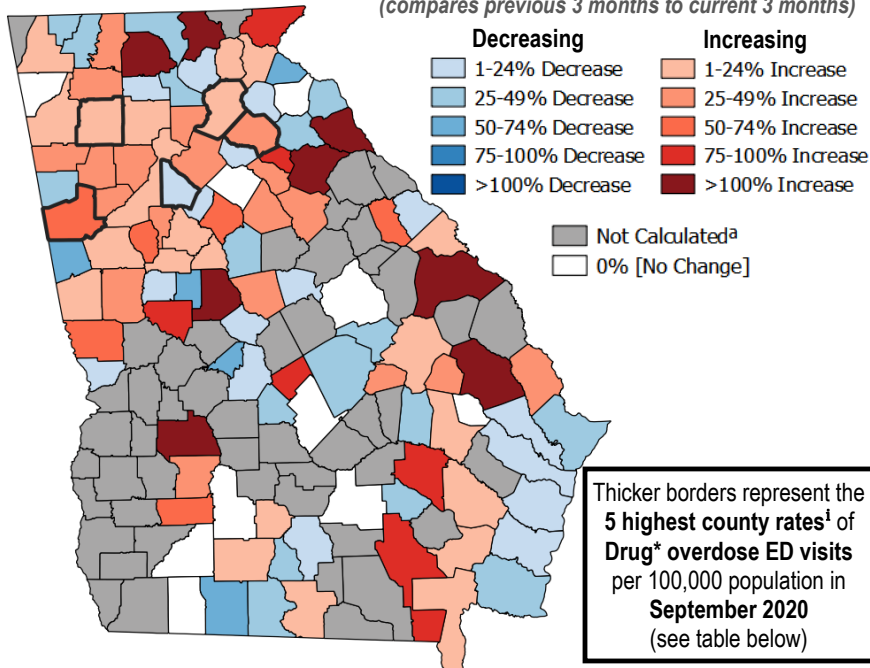 (compares previous 3 months to current 3 months)
Decreasing
1-24% Decrease
25-49% Decrease
50-74% Decrease
75-100% Decrease
>100% Decrease
Increasing
1-24% Increase
25-49% Increase
50-74% Increase
75-100% Increase
>100% Increase
Not Calculatedª
0% [No Change]
Thicker borders represent the
5 highest county ratesⁱ of
Drug* overdose ED visits
per 100,000 population in
September 2020
(see table below)